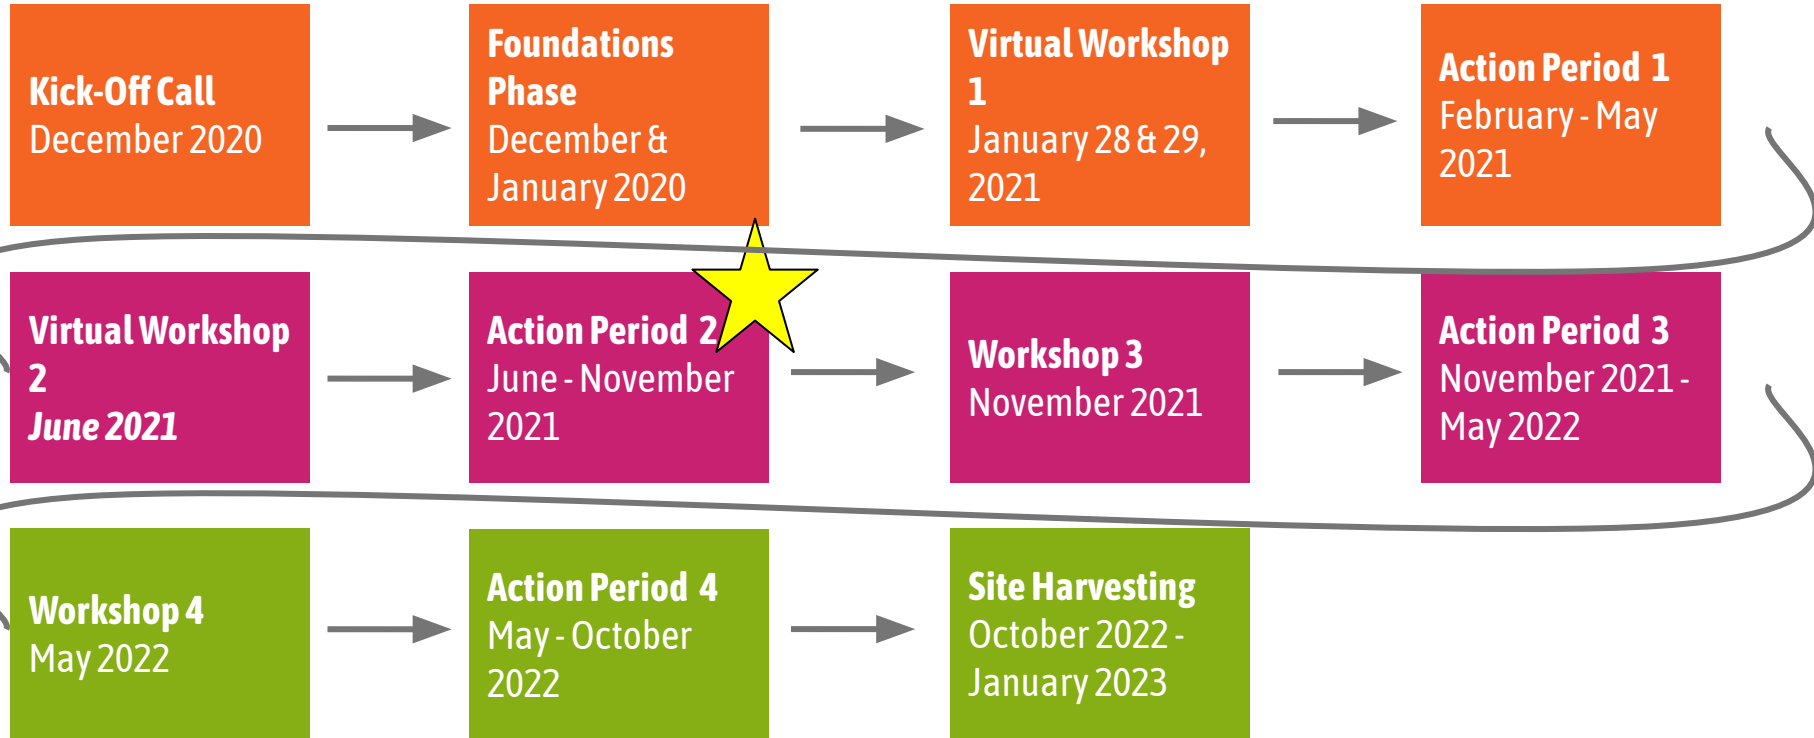 Kick-Off Call
December 2020
Foundations
Phase
December &
January 2020
Virtual Workshop
1
January 28 & 29,
2021
Action Period 1
February - May
2021
Virtual Workshop
2
June 2021
Action Period 2
June - November
2021
Workshop 3
November 2021
Action Period 3
November 2021 -
May 2022
Workshop 4
May 2022
Action Period 4
May - October
2022
Site Harvesting
October 2022 -
January 2023